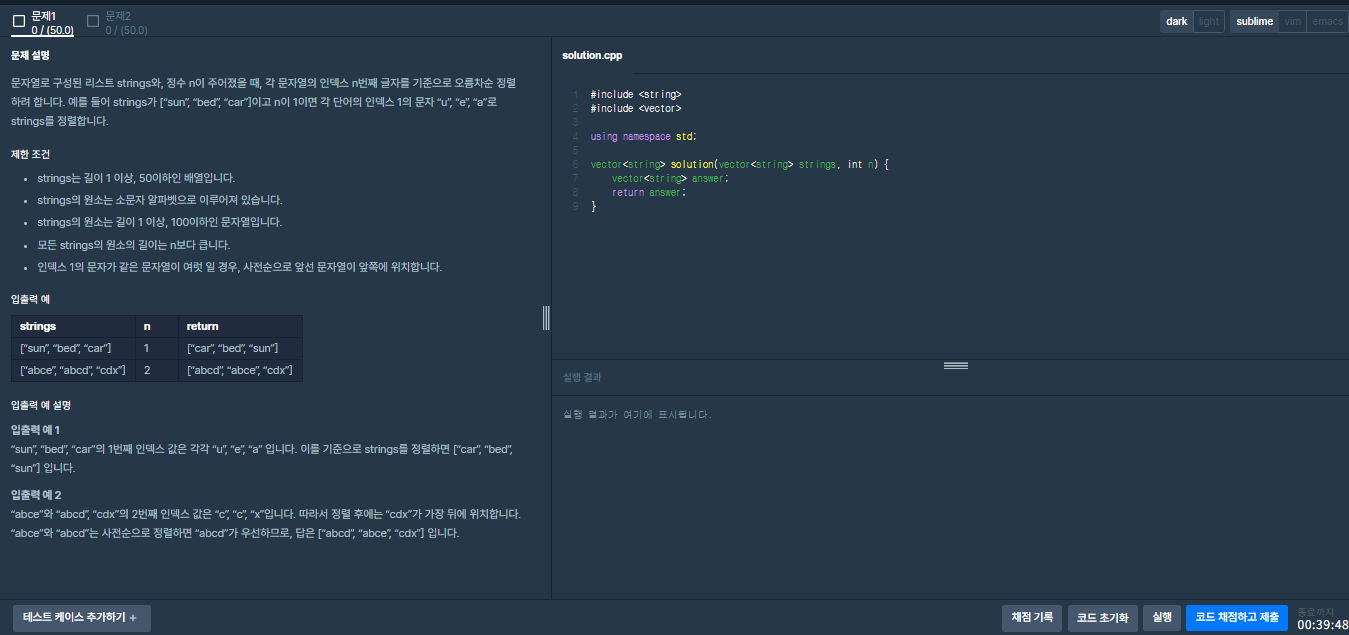 문제1
0 / (50.0)
문제2
0 / (50.0)
dark light
sublime vim emacs
문제 설명
문자열로 구성된 리스트 strings와, 정수 n이 주어졌을 때, 각 문자열의 인덱스 n번째 글자를 기준으로 오름차순 정렬
하려 합니다. 예를 들어 strings가 [“sun”, “bed”, “car”]이고 n이 1이면 각 단어의 인덱스 1의 문자 “u”, “e”, “a”로
strings를 정렬합니다.
제한 조건
strings는 길이 1 이상, 50이하인 배열입니다.
strings의 원소는 소문자 알파벳으로 이루어져 있습니다.
strings의 원소는 길이 1 이상, 100이하인 문자열입니다.
모든 strings의 원소의 길이는 n보다 큽니다.
인덱스 1의 문자가 같은 문자열이 여럿 일 경우, 사전순으로 앞선 문자열이 앞쪽에 위치합니다.
입출력 예
strings n return
[“sun”, “bed”, “car”] 1 [“car”, “bed”, “sun”]
[“abce”, “abcd”, “cdx”] 2 [“abcd”, “abce”, “cdx”]
입출력 예 설명
입출력 예 1
“sun”, “bed”, “car”의 1번째 인덱스 값은 각각 “u”, “e”, “a” 입니다. 이를 기준으로 strings를 정렬하면 [“car”, “bed”,
“sun”] 입니다.
입출력 예 2
“abce”와 “abcd”, “cdx”의 2번째 인덱스 값은 “c”, “c”, “x”입니다. 따라서 정렬 후에는 “cdx”가 가장 뒤에 위치합니다.
“abce”와 “abcd”는 사전순으로 정렬하면 “abcd”가 우선하므로, 답은 [“abcd”, “abce”, “cdx”] 입니다.
solution.cpp
1 #include <string>
2 #include <vector>
3
4 using namespace std;
5
6 vector<string> solution(vector<string> strings, int n) {
7 vector<string> answer;
8 return answer;
9 }
실행 결과
실행 결과가 여기에 표시됩니다.
테스트 케이스 추가하기 +
채점 기록
코드 초기화
실행
코드 채점하고 제출
종료까지
00:39:48